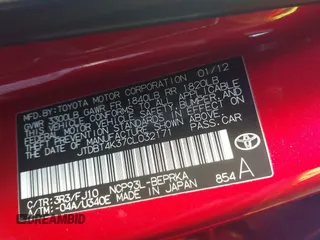 MFD.BY:TOYOTA MOTOR CORPORATION 01/12
GVWR 3300LB GAWR FR 1840LB RR 1820LB
THIS VEHICLE CONFORMS TO ALL APPLICABLE
FEDERAL MOTOR VEHICLE SAFETY, BUMPER, AND
THEFT PREVENTION STANDARDS IN EFFECT ON
THE DATE OF MANUFACTURE SHOWN ABOVE.
PASS. CAR
C/TR: 3R3/FJ10 NCP93L-BEPRKA
A/TM: -04A/U340E MADE IN JAPAN 854 A
DREAMBID